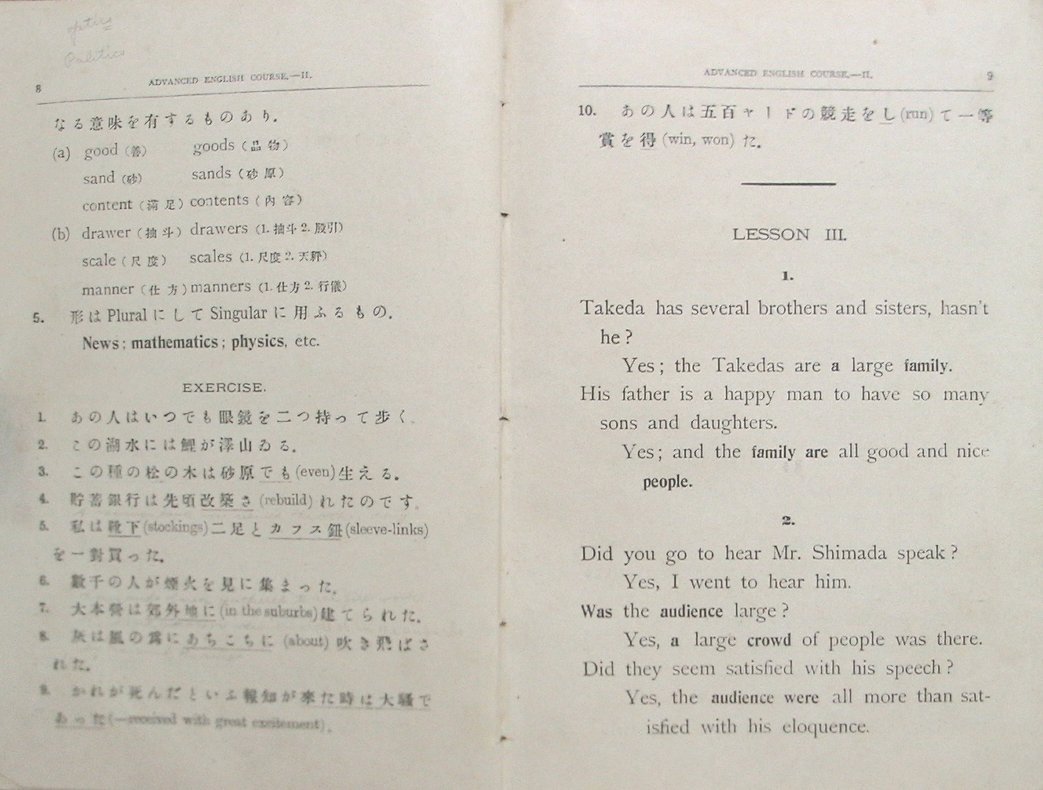 Politics
8
ADVANCED ENGLISH COURSE.—II.
なる意味を有するものあり.
(a) good (善) goods (品物)
sand (砂) sands (砂原)
content (滿足) contents (內容)
(b) drawer (抽斗) drawers (1. 抽斗 2. 股引)
scale (尺度) scales (1. 尺度 2. 天秤)
manner (仕方) manners (1. 仕方 2. 行儀)
5. 形は Plural にして Singular に用ふるもの.
News; mathematics; physics, etc.
EXERCISE.
1. あの人はいつでも眼鏡を二つ持って步く.
2. この湖水には鯉が澤山ゐる.
3. この種の松の木は砂原でも (even) 生える.
4. 貯蓄銀行は先頃改築さ (rebuild) れたのです.
5. 私は靴下 (stockings) 二足とカフス鈕 (sleeve-links)
を一對買った.
6. 數千の人が煙火を見に集まった.
7. 大本營は郊外地に (in the suburbs) 建てられた.
8. 灰は風の爲にあちこちに (about) 吹き飛ばさ
れた.
9. かれが死んだといふ報知が來た時は大騷で
あった (—received with great excitement).
ADVANCED ENGLISH COURSE.—II.
9
10. あの人は五百ヤードの競走をし (run) て一等
賞を得 (win, won) た.
LESSON III.
1.
Takeda has several brothers and sisters, hasn't
he?
Yes; the Takedas are a large family.
His father is a happy man to have so many
sons and daughters.
Yes; and the family are all good and nice
people.
2.
Did you go to hear Mr. Shimada speak?
Yes, I went to hear him.
Was the audience large?
Yes, a large crowd of people was there.
Did they seem satisfied with his speech?
Yes, the audience were all more than sat-
isfied with his eloquence.